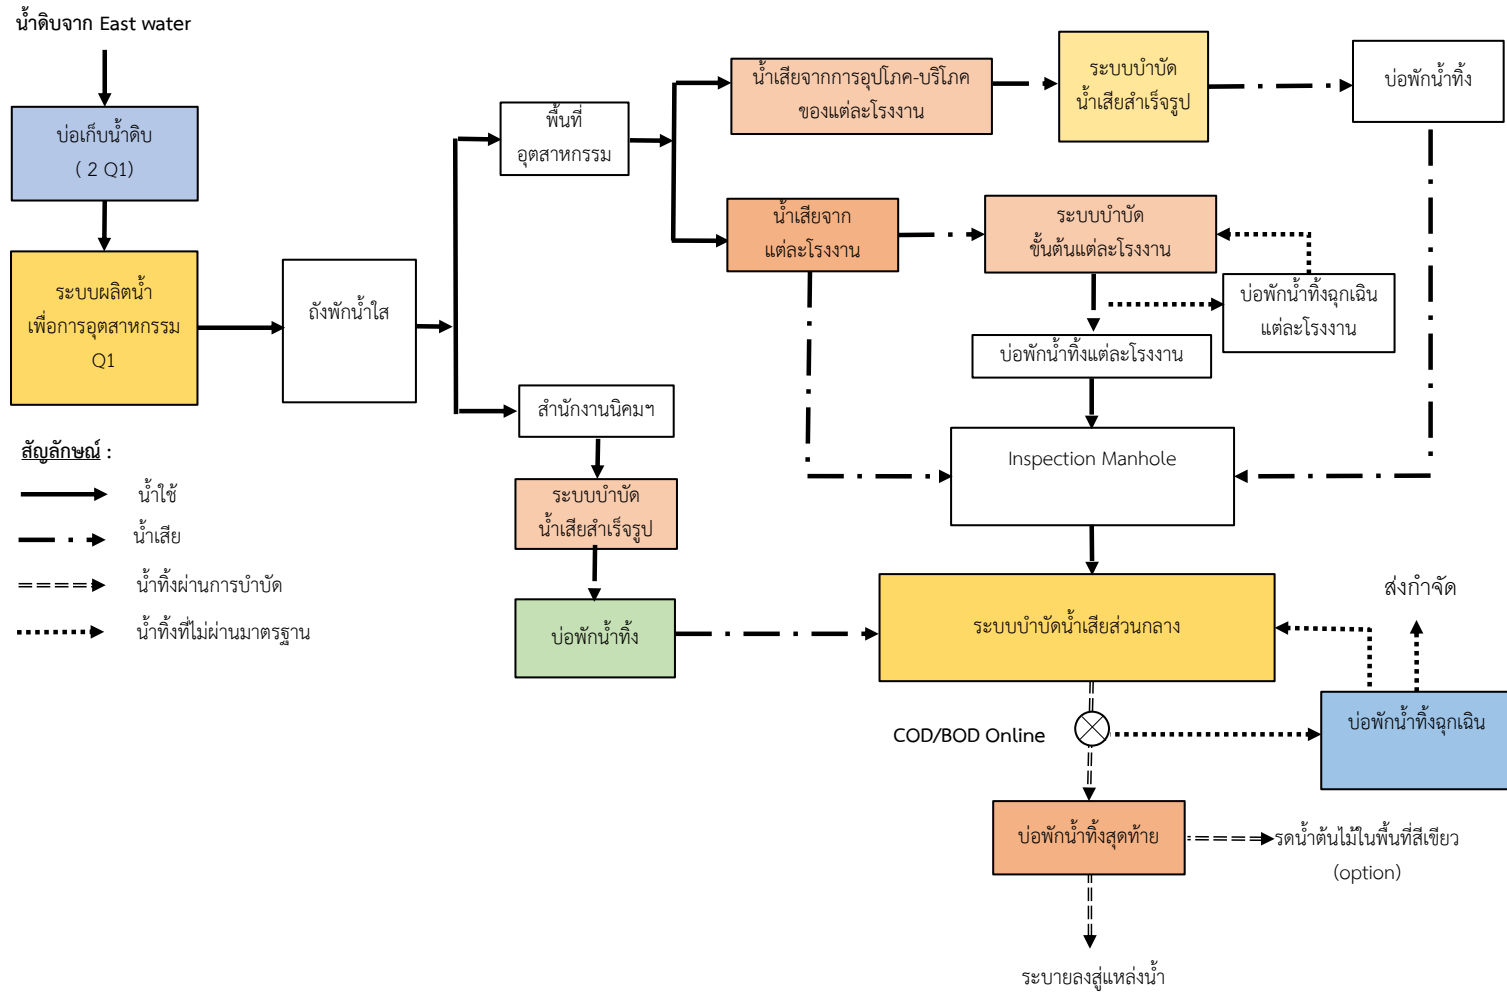 น้ำดิบจาก East water
บ่อเก็บน้ำดิบ
( 2 Q1)
ระบบผลิตน้ำ
เพื่อการอุตสาหกรรม
Q1
ถังพักน้ำใส
พื้นที่
อุตสาหกรรม
น้ำเสียจากการอุปโภค-บริโภค
ของแต่ละโรงงาน
ระบบบำบัด
น้ำเสียสำเร็จรูป
บ่อพักน้ำทิ้ง
น้ำเสียจาก
แต่ละโรงงาน
ระบบบำบัด
ขั้นต้นแต่ละโรงงาน
บ่อพักน้ำทิ้งฉุกเฉิน
แต่ละโรงงาน
บ่อพักน้ำทิ้งแต่ละโรงงาน
สำนักงานนิคมฯ
Inspection Manhole
ระบบบำบัด
น้ำเสียสำเร็จรูป
บ่อพักน้ำทิ้ง
ระบบบำบัดน้ำเสียส่วนกลาง
ส่งกำจัด
บ่อพักน้ำทิ้งฉุกเฉิน
COD/BOD Online
บ่อพักน้ำทิ้งสุดท้าย
รดน้ำต้นไม้ในพื้นที่สีเขียว
(option)
ระบายลงสู่แหล่งน้ำ
สัญลักษณ์ :
น้ำใช้
น้ำเสีย
น้ำทิ้งผ่านการบำบัด
น้ำทิ้งที่ไม่ผ่านมาตรฐาน